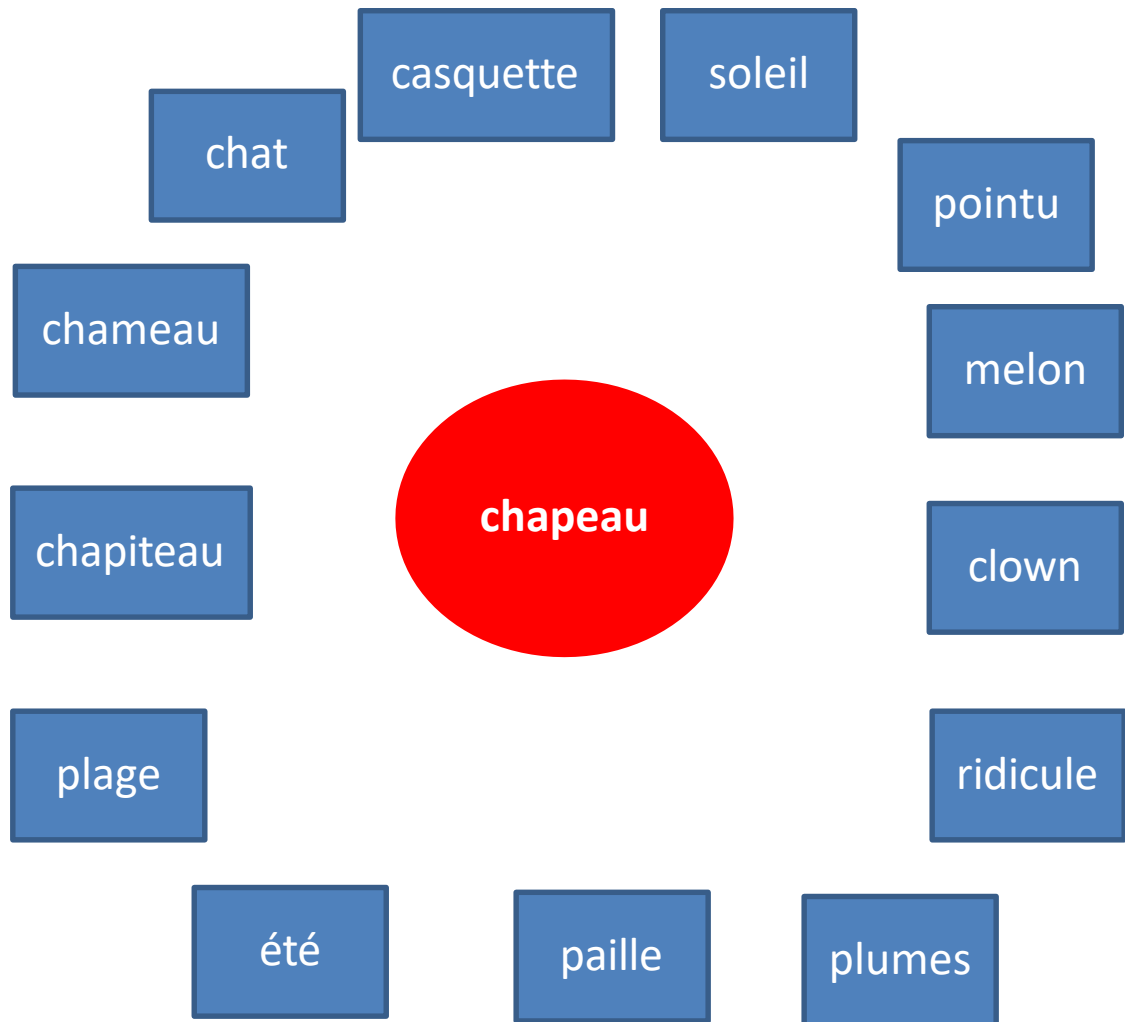 casquette
soleil
chat
pointu
chameau
melon
chapeau
chapiteau
clown
plage
ridicule
été
paille
plumes